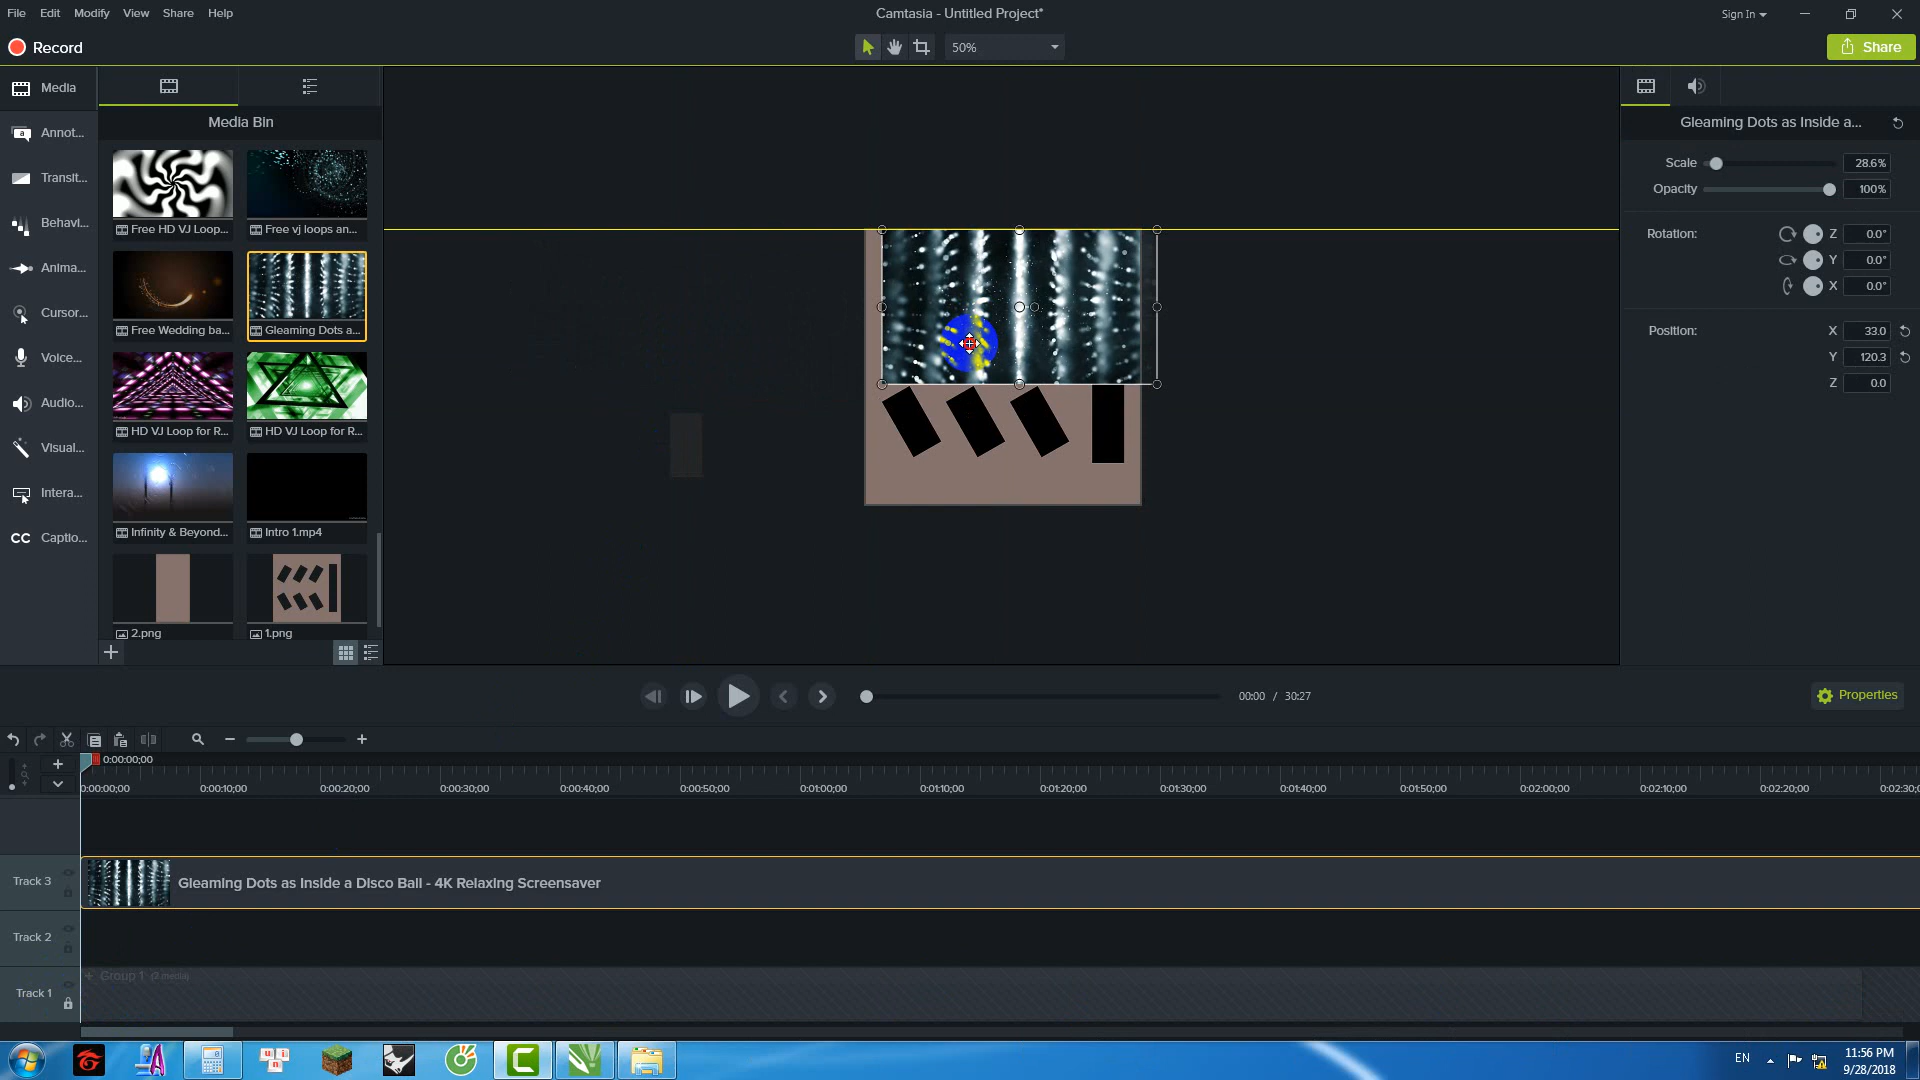 File Edit Modify View Share Help
Camtasia - Untitled Project*
Sign In
Record
50%
Share
Media
Annot...
Transit...
Behavi...
Anima...
Cursor...
Voice...
Audio...
Visual...
Intera...
CC Captio...
Media Bin
Free HD VJ Loop...
Free vj loops an...
Free Wedding ba...
Gleaming Dots a...
HD VJ Loop for R...
HD VJ Loop for R...
Infinity & Beyond...
Intro 1.mp4
2.png
1.png
Gleaming Dots as Inside a...
Scale 28.6%
Opacity 100%
Rotation: Z 0.0°
Y 0.0°
X 0.0°
Position: X 33.0
Y 120.3
Z 0.0
00:00 / 30:27
Properties
0:00:00;00
0:00:00;00 0:00:10;00 0:00:20;00 0:00:30;00 0:00:40;00 0:00:50;00 0:01:00;00 0:01:10;00 0:01:20;00 0:01:30;00 0:01:40;00 0:01:50;00 0:02:00;00 0:02:10;00 0:02:20;00 0:02:30;0
Track 3
Gleaming Dots as Inside a Disco Ball - 4K Relaxing Screensaver
Track 2
Group 1 (3 media)
Track 1
EN
11:56 PM
9/28/2018